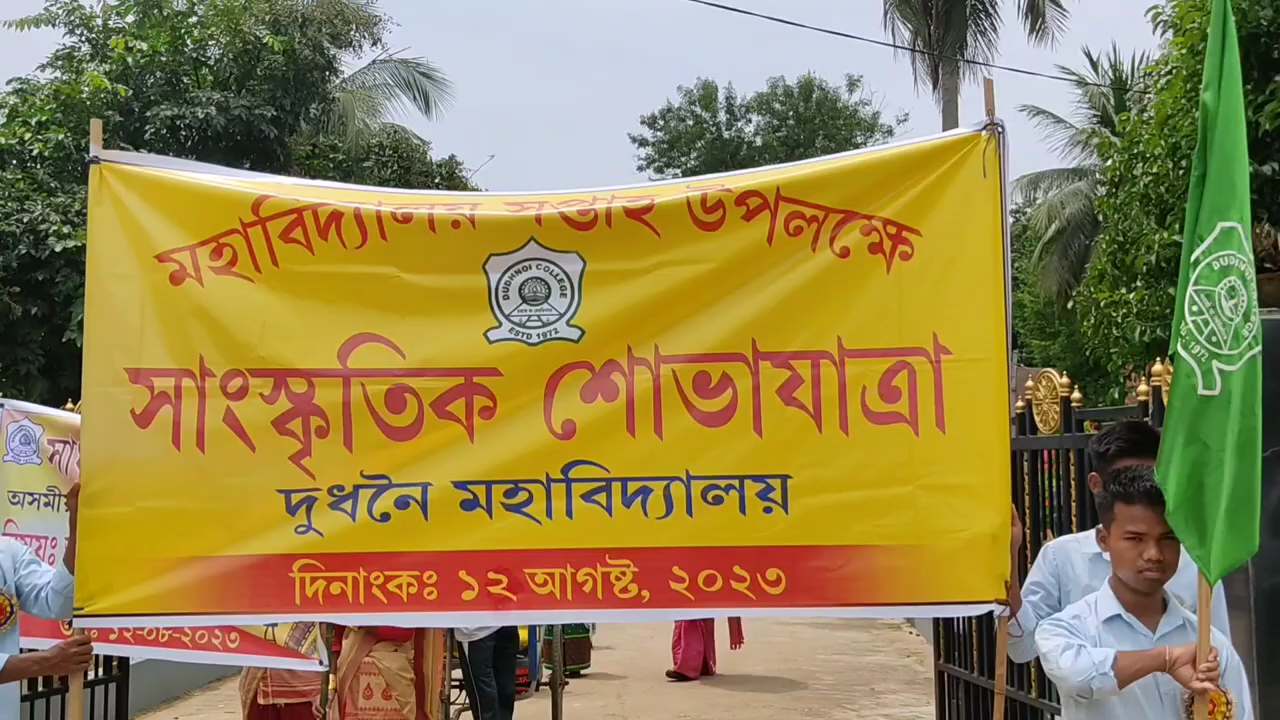 মহাবিদ্যালয় সপ্তাহ উপলক্ষে
DUDHNOI COLLEGE
ESTD 1972
সাংস্কৃতিক শোভাযাত্ৰা
দুধনৈ মহাবিদ্যালয়
দিনাংকঃ ১২ আগষ্ট, ২০২৩
অসমীয়
১২-০৮-২০২৩
DUDHNOI
1972